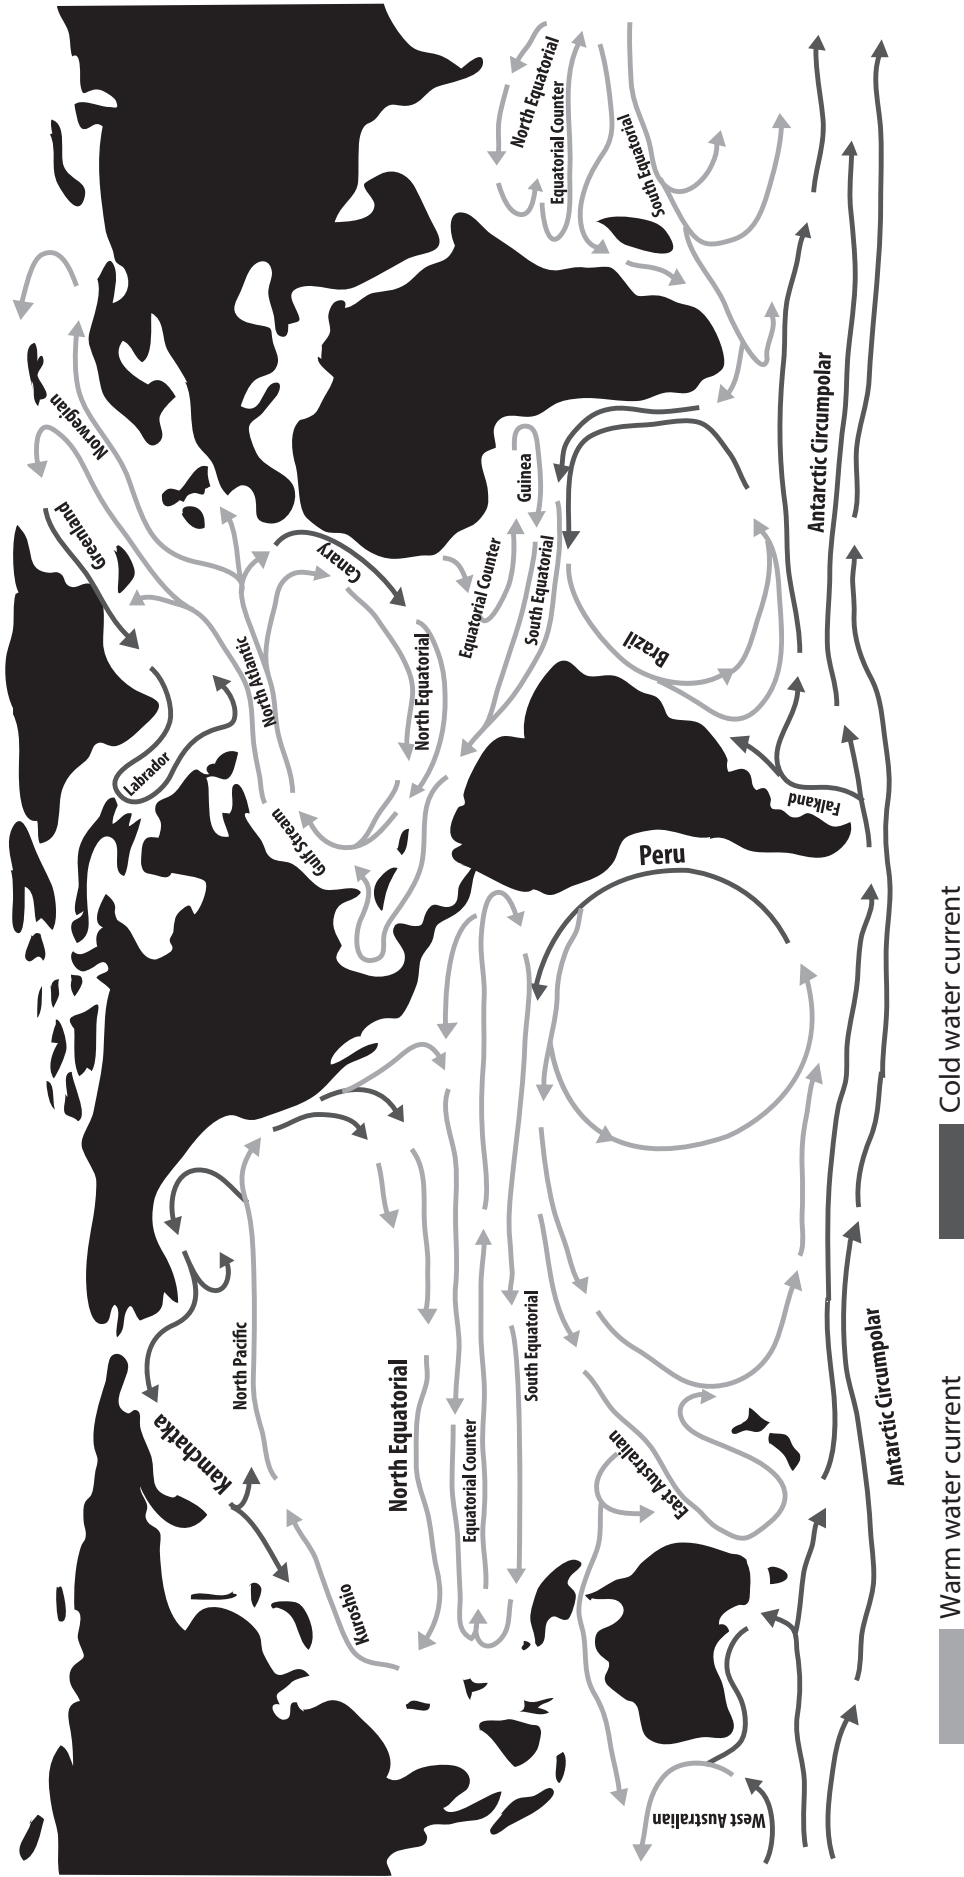 Kamchatka
Kuroshio
North Pacific
North Equatorial
Equatorial Counter
South Equatorial
East Australian
West Australian
Antarctic Circumpolar
Peru
Falkand
Labrador
Gulf Stream
North Atlantic
Greenland
Norwegian
Canary
North Equatorial
Equatorial Counter
Guinea
South Equatorial
Brazil
Antarctic Circumpolar
North Equatorial
Equatorial Counter
South Equatorial
Warm water current
Cold water current